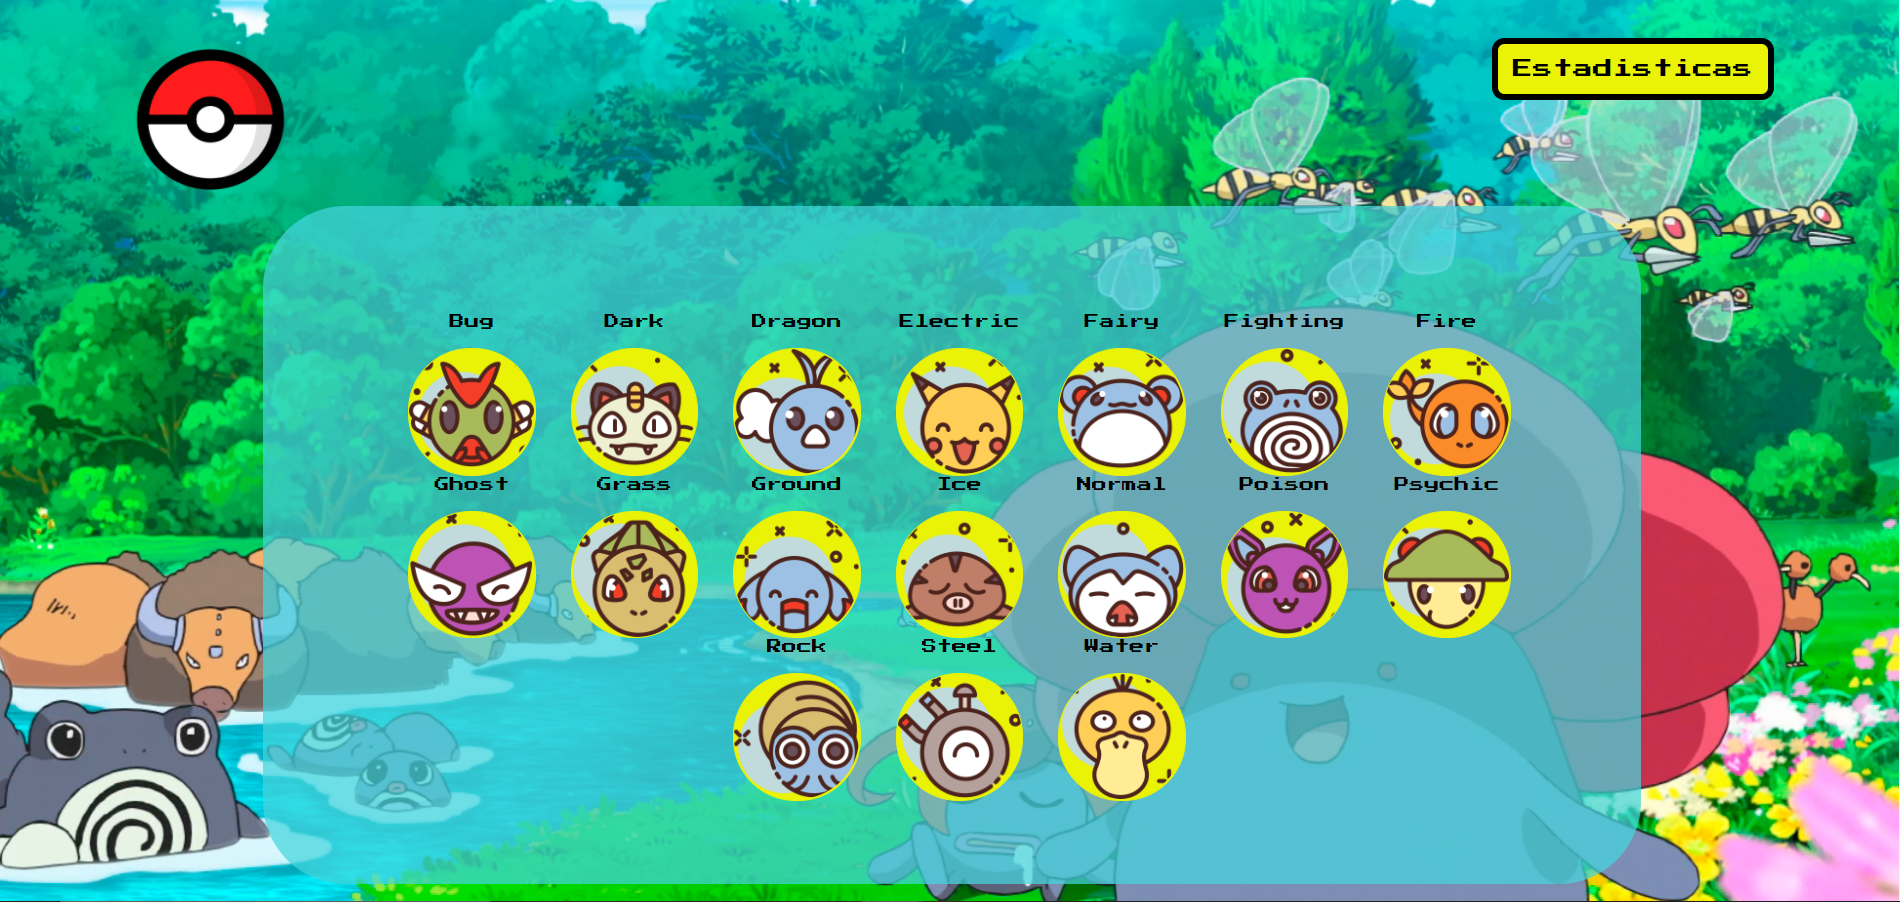 Estadisticas
Bug Dark Dragon Electric Fairy Fighting Fire
Ghost Grass Ground Ice Normal Poison Psychic
Rock Steel Water